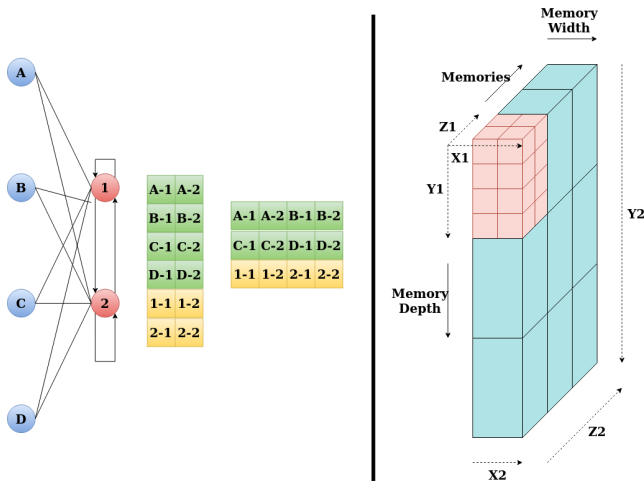 A
B
C
D
1
2
A-1 A-2
B-1 B-2
C-1 C-2
D-1 D-2
1-1 1-2
2-1 2-2
A-1 A-2 B-1 B-2
C-1 C-2 D-1 D-2
1-1 1-2 2-1 2-2
Memory
Width
Memories
Z1
X1
Y1
Y2
Memory
Depth
Z2
X2